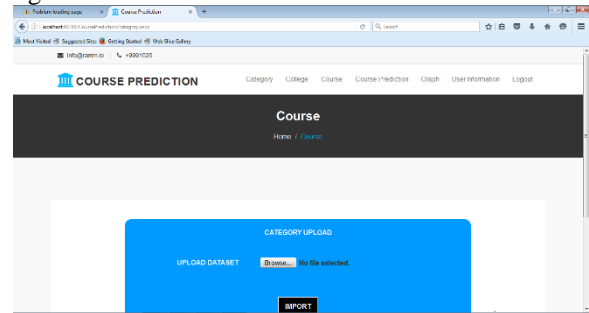 Problem loading page × Course Prediction × +
localhost Search
Most Visited Suggested Sites Getting Started Web Slice Gallery
info@ramm.io
COURSE PREDICTION Category College Course Course Prediction Graph User Information Logout
Course
Home / Course
CATEGORY UPLOAD
UPLOAD DATASET Browse... No file selected.
IMPORT